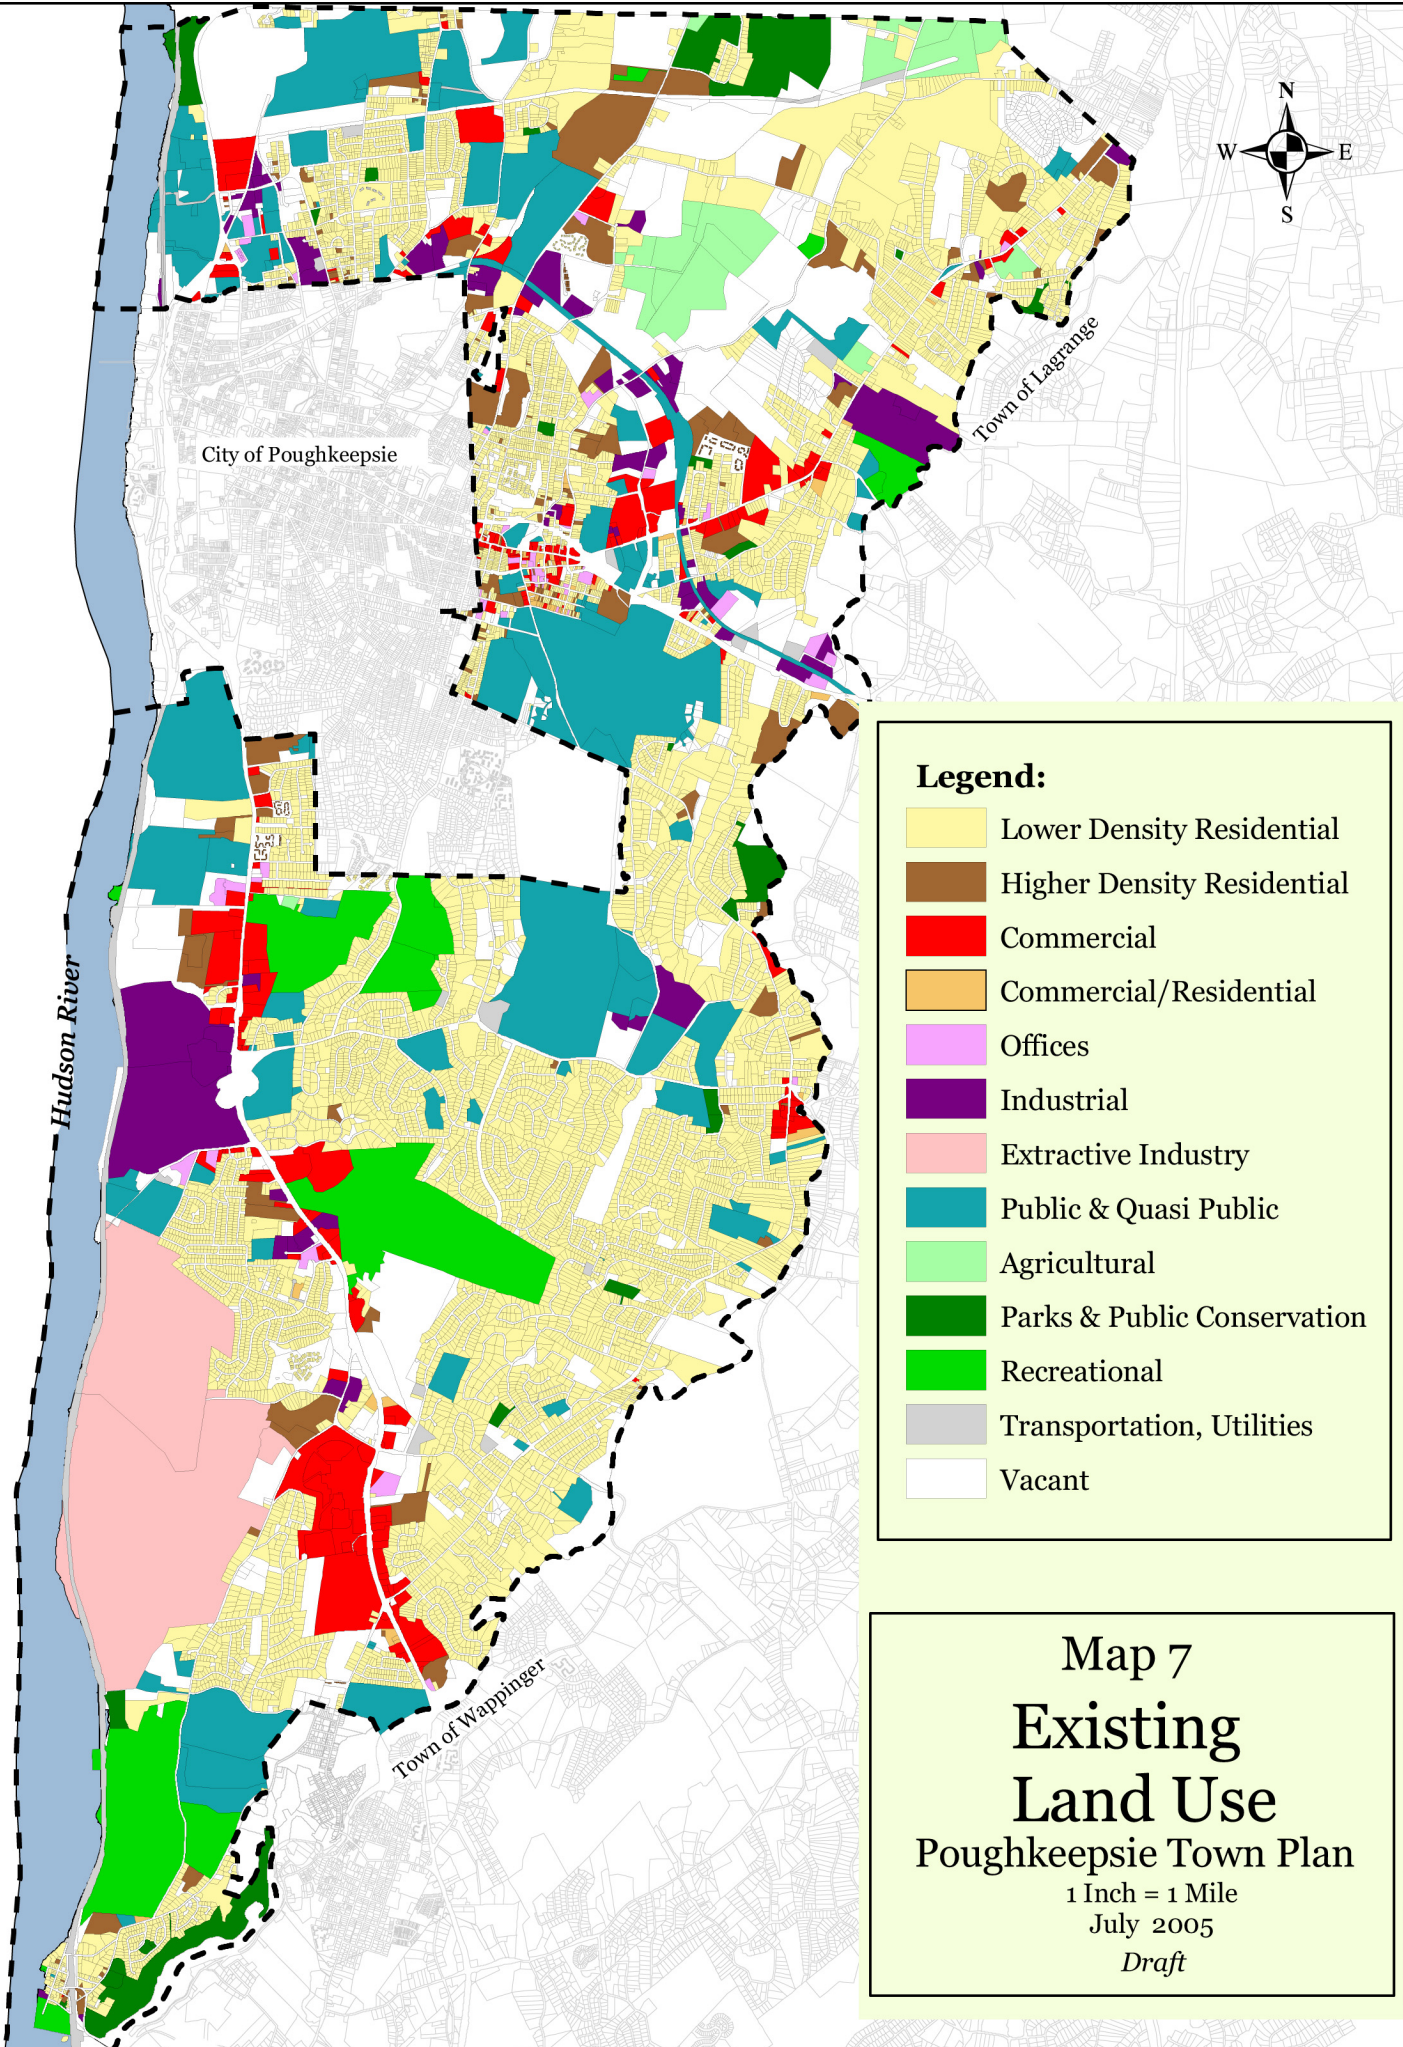 N
W E
S
Town of Lagrange
City of Poughkeepsie
Hudson River
Town of Wappinger
Legend:
Lower Density Residential
Higher Density Residential
Commercial
Commercial/Residential
Offices
Industrial
Extractive Industry
Public & Quasi Public
Agricultural
Parks & Public Conservation
Recreational
Transportation, Utilities
Vacant
Map 7
Existing
Land Use
Poughkeepsie Town Plan
1 Inch = 1 Mile
July 2005
Draft